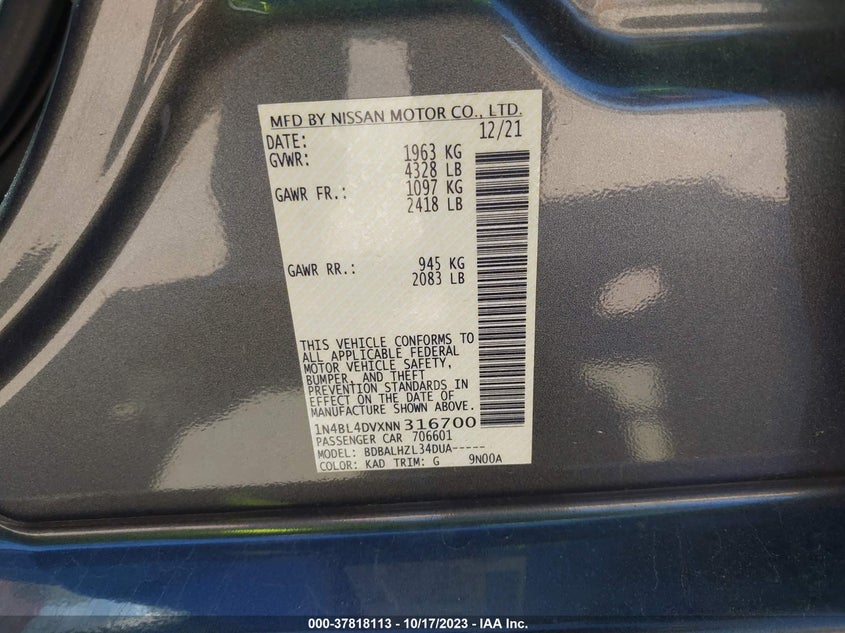 MFD BY NISSAN MOTOR CO., LTD.
DATE: 12/21
GVWR: 1963 KG
4328 LB
GAWR FR.: 1097 KG
2418 LB
GAWR RR.: 945 KG
2083 LB
THIS VEHICLE CONFORMS TO
ALL APPLICABLE FEDERAL
MOTOR VEHICLE SAFETY,
BUMPER, AND THEFT
PREVENTION STANDARDS IN
EFFECT ON THE DATE OF
MANUFACTURE SHOWN ABOVE.
1N4BL4DVXNN316700
PASSENGER CAR 706601
MODEL: BDBALHZL34DUA-----
COLOR: KAD TRIM: G 9N00A
000-37818113 - 10/17/2023 - IAA Inc.